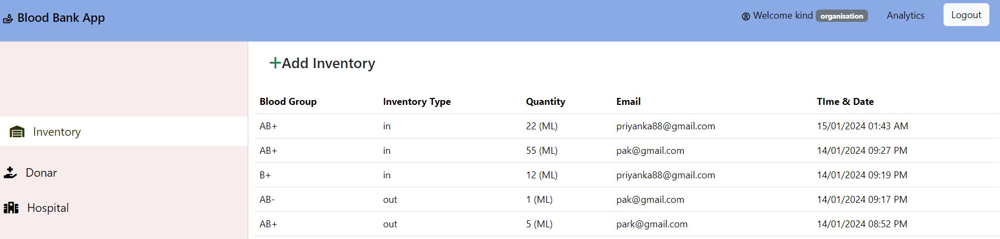 Blood Bank App
Welcome kind organisation Analytics Logout
Inventory
Donar
Hospital
+Add Inventory
Blood Group Inventory Type Quantity Email TIme & Date
AB+ in 22 (ML) priyanka88@gmail.com 15/01/2024 01:43 AM
AB+ in 55 (ML) pak@gmail.com 14/01/2024 09:27 PM
B+ in 12 (ML) priyanka88@gmail.com 14/01/2024 09:19 PM
AB- out 1 (ML) pak@gmail.com 14/01/2024 09:17 PM
AB+ out 5 (ML) park@gmail.com 14/01/2024 08:52 PM